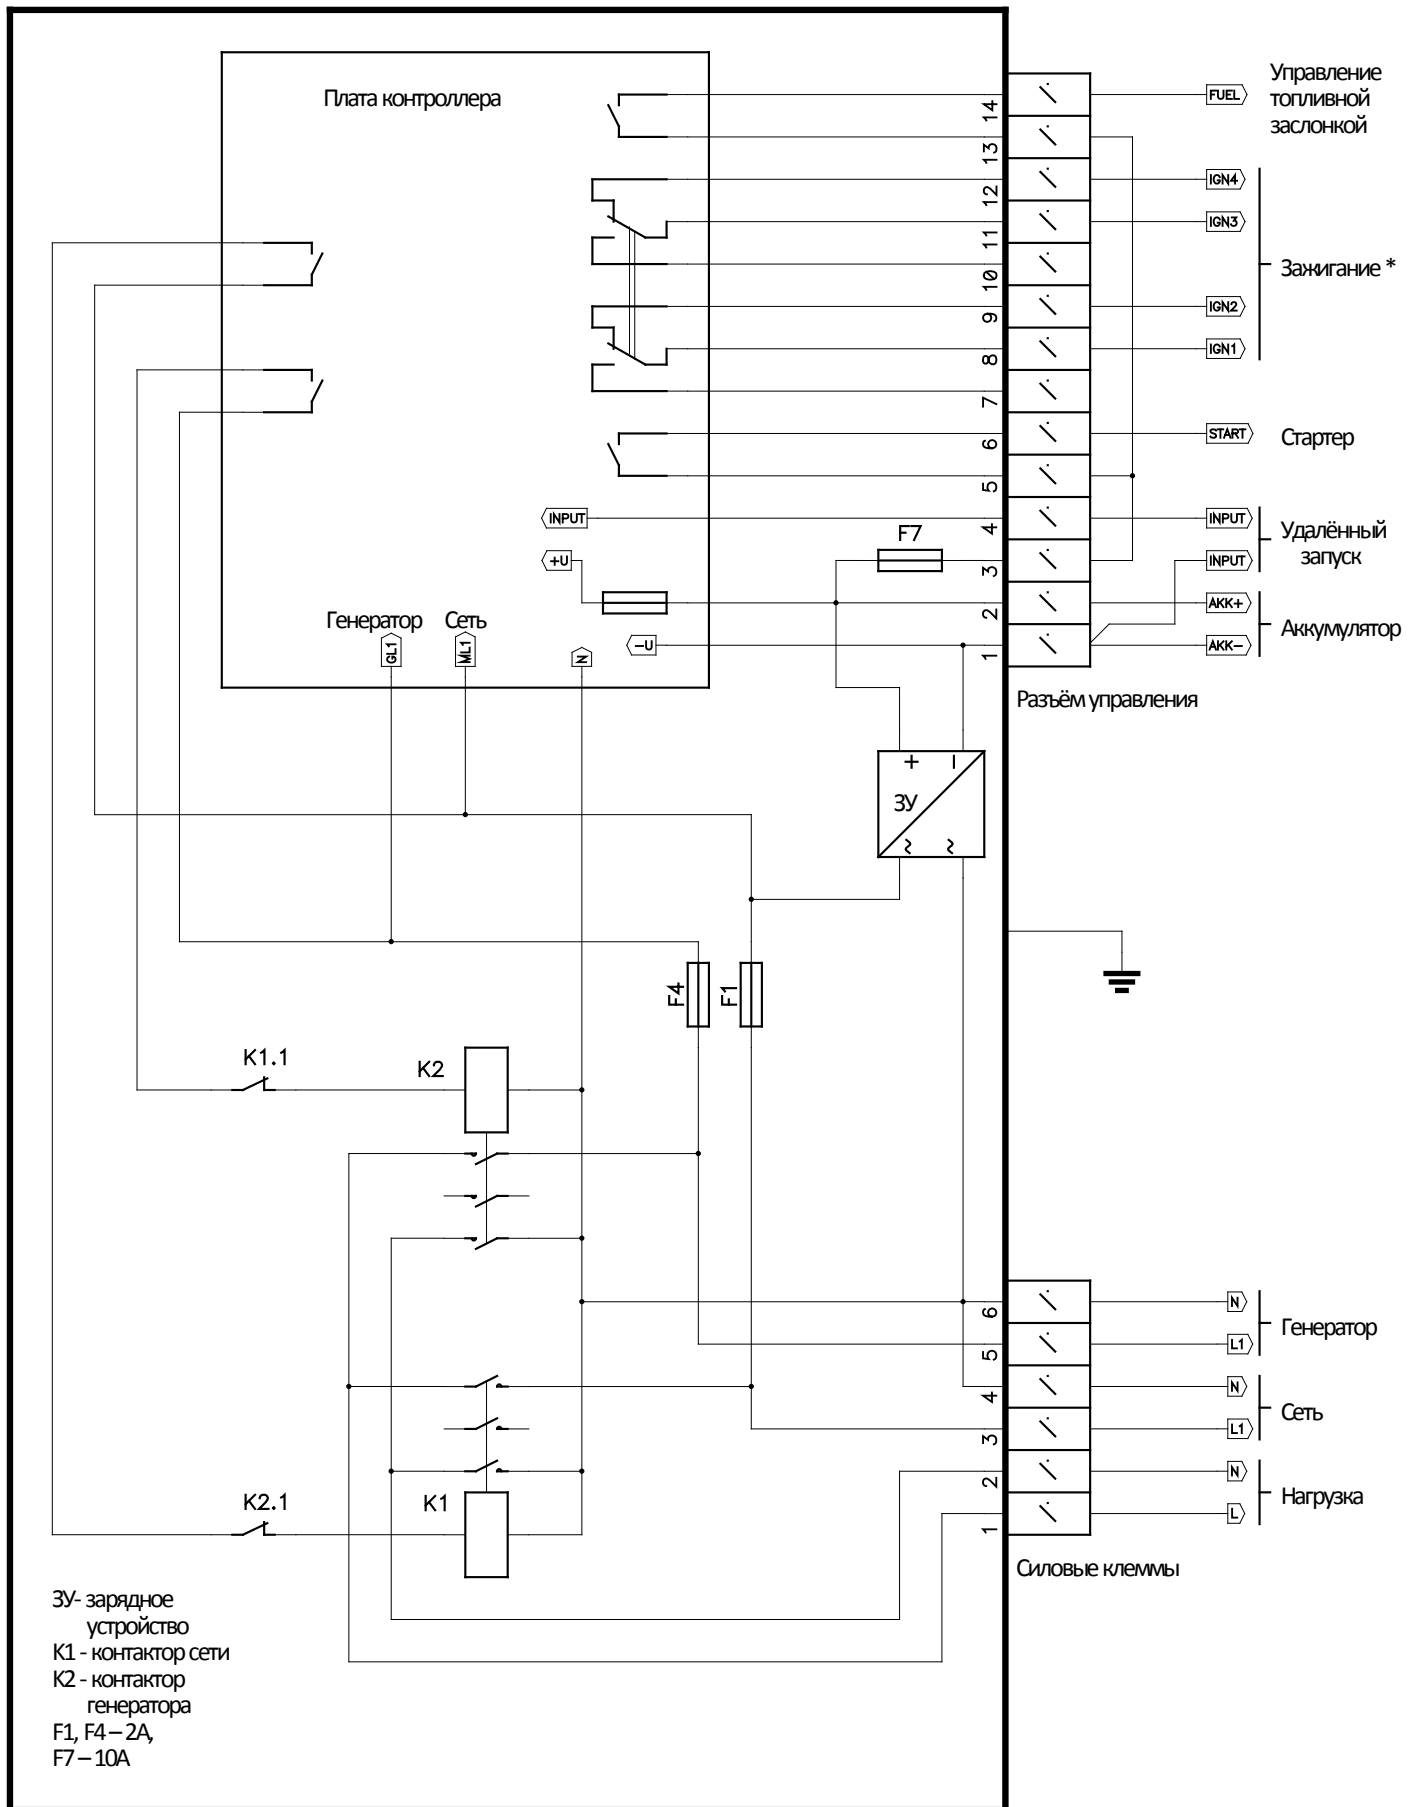 Плата контроллера
14
FUEL
Управление
топливной
заслонкой
13
12
IGN4
11
IGN3
10
Зажигание *
9
IGN2
8
IGN1
7
6
START
Стартер
5
INPUT
4
INPUT
Удалённый
запуск
F7
+U
3
INPUT
2
AKK+
Аккумулятор
Генератор
Сеть
GL1
ML1
N
-U
1
AKK-
Разъём управления
+
–
ЗУ
~
~
F4
F1
K1.1
K2
6
N
Генератор
5
L1
4
N
Сеть
3
L1
2
N
Нагрузка
1
L
K2.1
K1
Силовые клеммы
ЗУ- зарядное
устройство
К1 - контактор сети
К2 - контактор
генератора
F1, F4 – 2A,
F7 – 10A